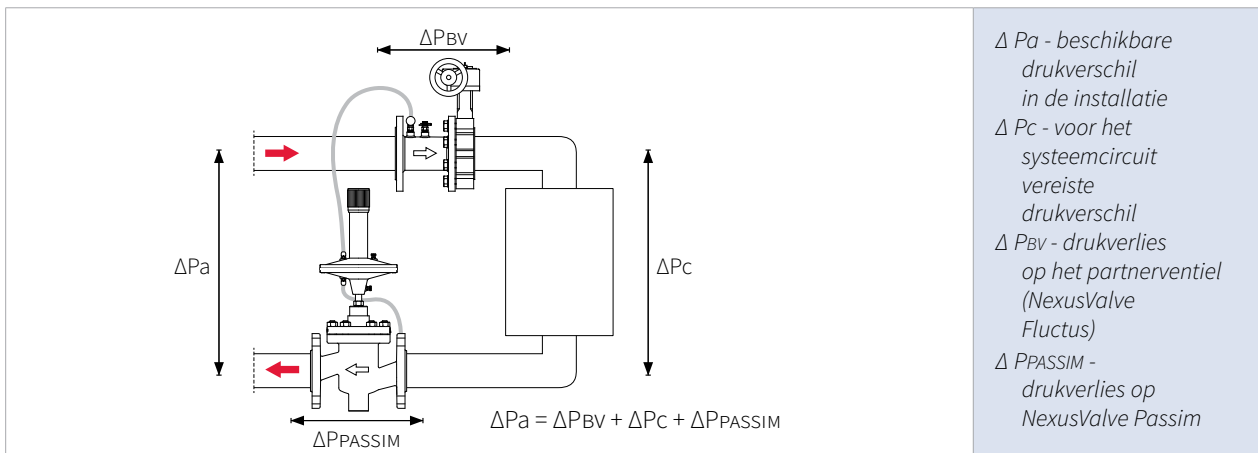 ΔPBV
ΔPa
ΔPc
ΔPPASSIM
ΔPa = ΔPBV + ΔPc + ΔPPASSIM
Δ Pa - beschikbare
drukverschil
in de installatie
Δ Pc - voor het
systeemcircuit
vereiste
drukverschil
Δ PBV - drukverlies
op het partnerventiel
(NexusValve
Fluctus)
Δ PPASSIM -
drukverlies op
NexusValve Passim